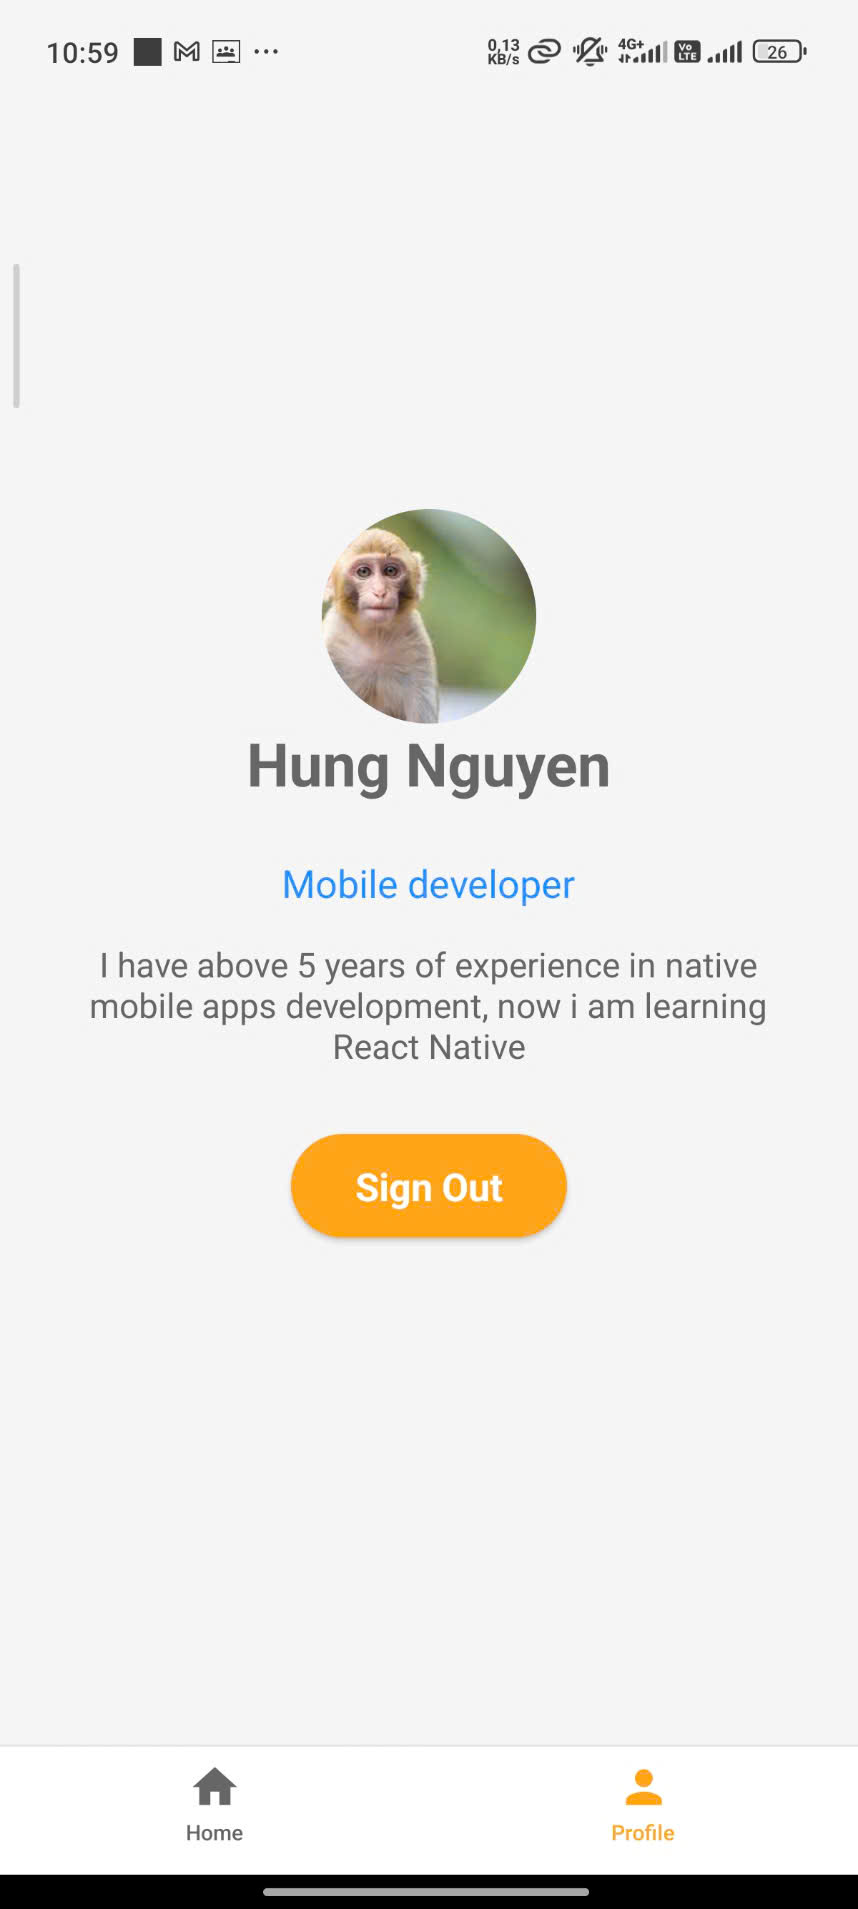 10:59 0,13 KB/s 4G+ Vo LTE 26
Hung Nguyen
Mobile developer
I have above 5 years of experience in native
mobile apps development, now i am learning
React Native
Sign Out
Home Profile